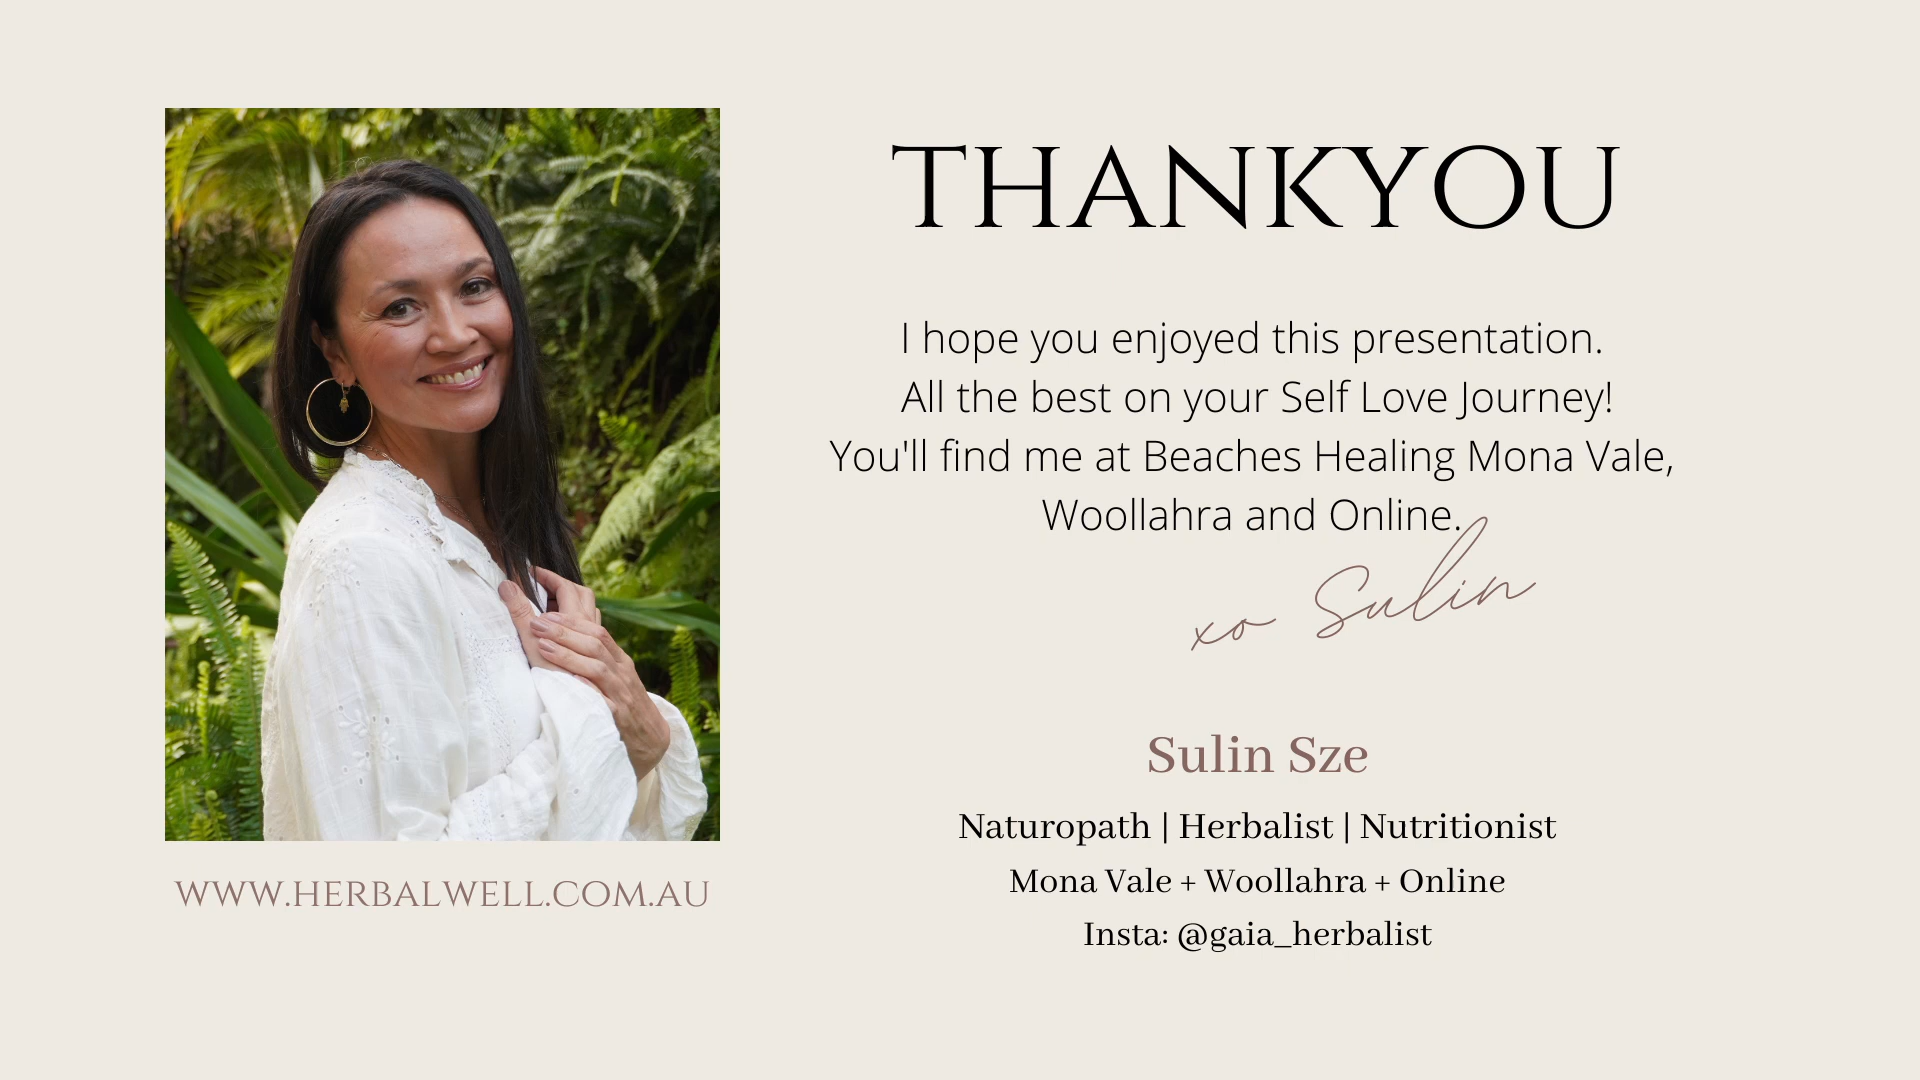 THANKYOU
I hope you enjoyed this presentation.
All the best on your Self Love Journey!
You'll find me at Beaches Healing Mona Vale,
Woollahra and Online.
xo Sulin
Sulin Sze
Naturopath | Herbalist | Nutritionist
Mona Vale + Woollahra + Online
Insta: @gaia_herbalist
WWW.HERBALWELL.COM.AU